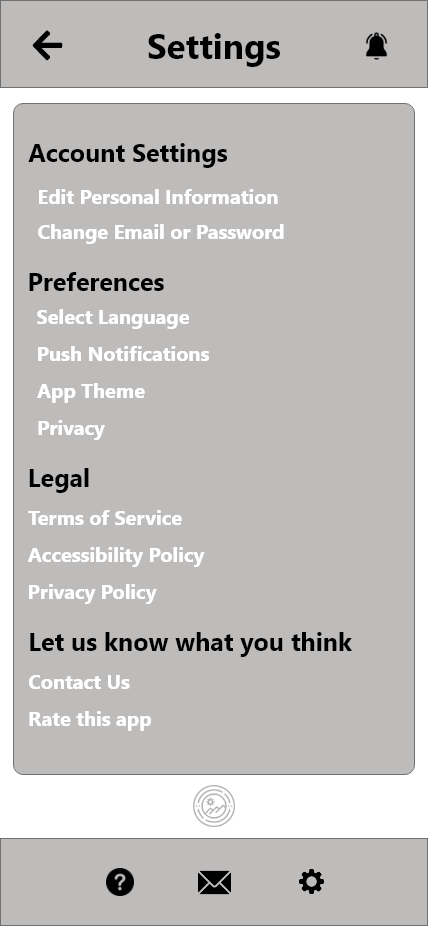 Settings
Account Settings
Edit Personal Information
Change Email or Password
Preferences
Select Language
Push Notifications
App Theme
Privacy
Legal
Terms of Service
Accessibility Policy
Privacy Policy
Let us know what you think
Contact Us
Rate this app
?